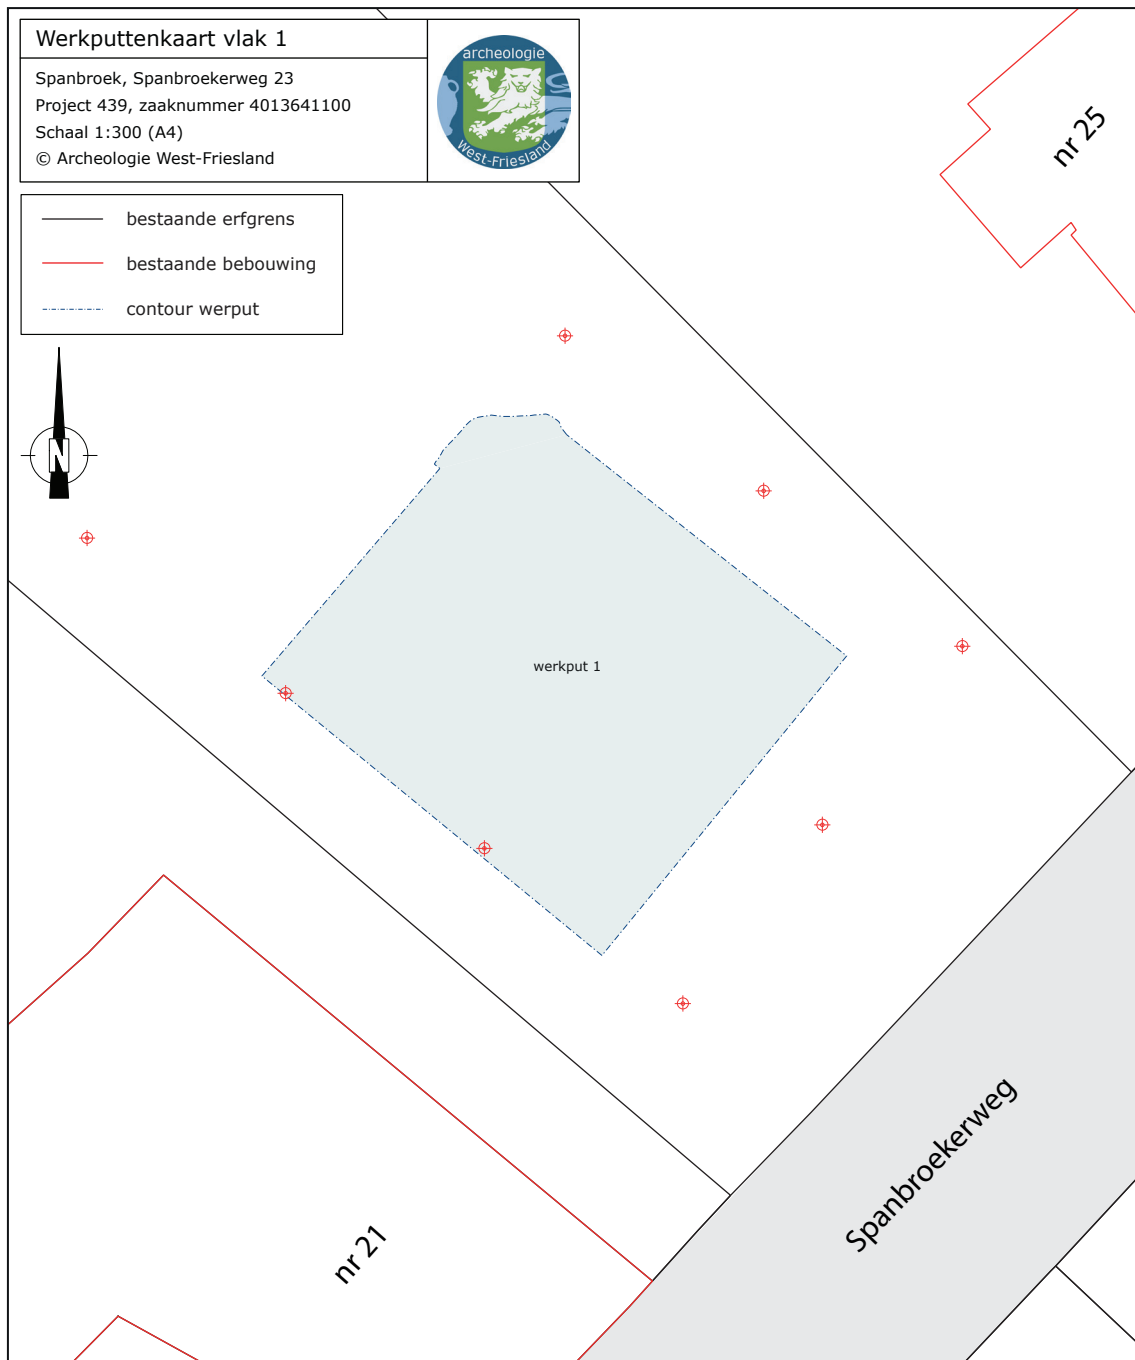 Werkputtenkaart vlak 1
Spanbroek, Spanbroekerweg 23
Project 439, zaaknummer 4013641100
Schaal 1:300 (A4)
© Archeologie West-Friesland
archeologie
West-Friesland
bestaande erfgrens
bestaande bebouwing
contour werput
N
nr 25
werkput 1
Spanbroekerweg
nr 21